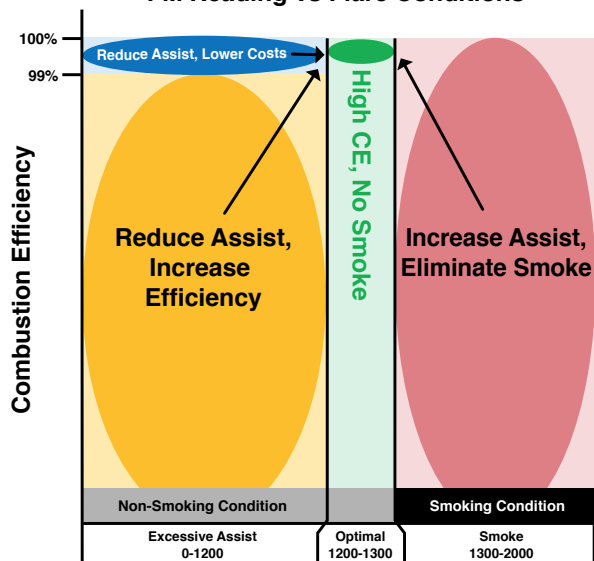 100%
99%
Combustion Efficiency
Reduce Assist, Lower Costs
High CE, No Smoke
Reduce Assist,
Increase
Efficiency
Increase Assist,
Eliminate Smoke
Non-Smoking Condition
Smoking Condition
Excessive Assist
0-1200
Optimal
1200-1300
Smoke
1300-2000